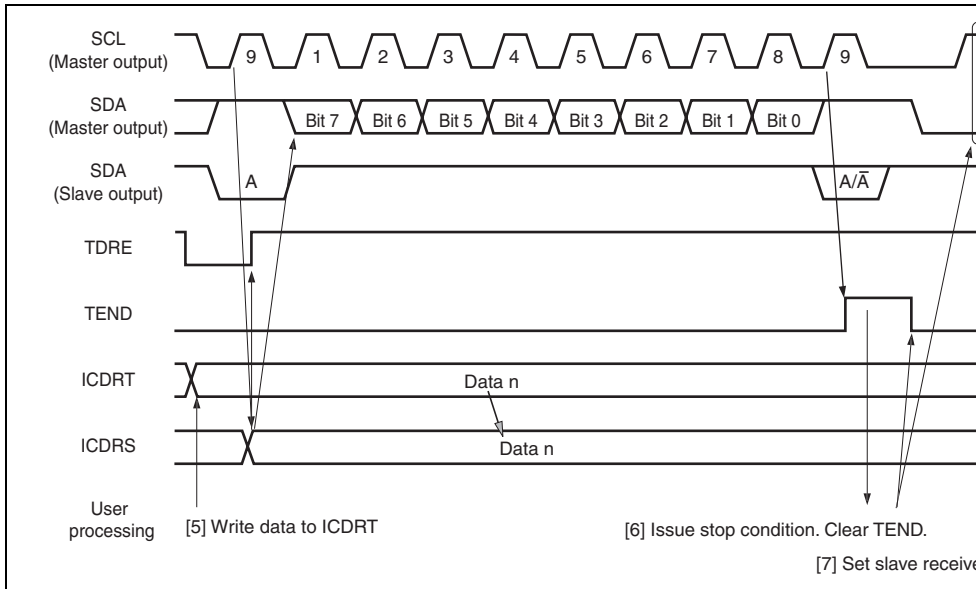 SCL
(Master output)
9 1 2 3 4 5 6 7 8 9
SDA
(Master output)
Bit 7 Bit 6 Bit 5 Bit 4 Bit 3 Bit 2 Bit 1 Bit 0
SDA
(Slave output)
A A/A̅
TDRE
TEND
ICDRT
Data n
ICDRS
Data n
User
processing
[5] Write data to ICDRT
[6] Issue stop condition. Clear TEND.
[7] Set slave receive